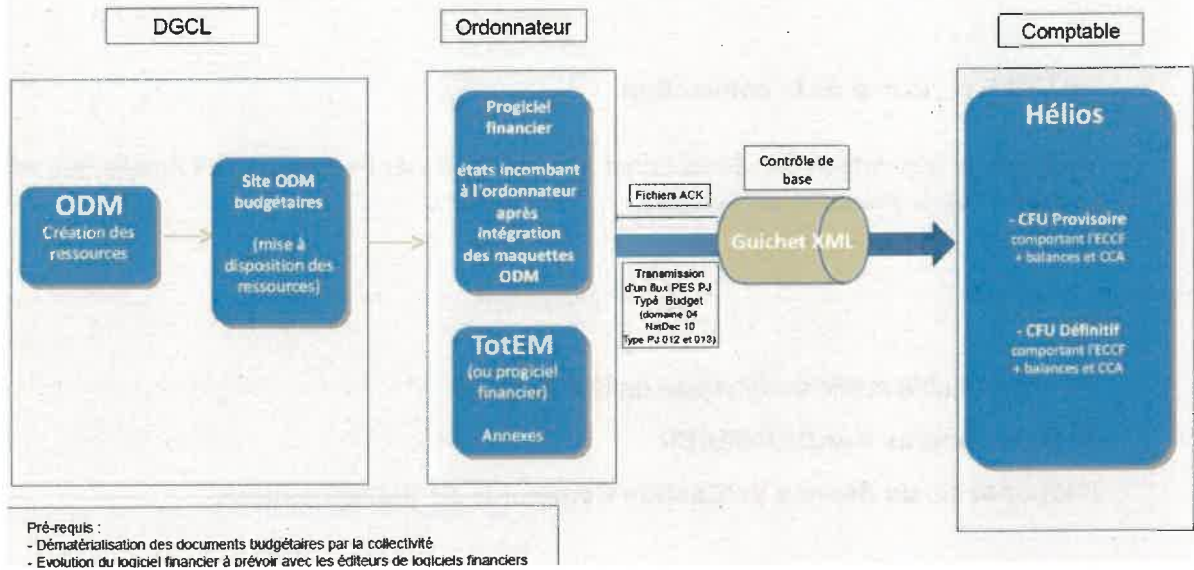 DGCL
Ordonnateur
Comptable
ODM
Création des
ressources
Site ODM
budgétaires
(mise à
disposition des
ressources)
Progiciel
financier
états incombant
à l'ordonnateur
après
intégration
des maquettes
ODM
TotEM
(ou progiciel
financier)
Annexes
Fichiers ACK
Transmission
d'un flux PES PJ
Typé Budget
(domaine 04
NatDec 10
Type PJ 012 et 013)
Contrôle de
base
Guichet XML
Hélios
- CFU Provisoire
comportant l'ECCF
+ balances et CCA
- CFU Définitif
comportant l'ECCF
+ balances et CCA
Pré-requis :
- Dématérialisation des documents budgétaires par la collectivité
- Evolution du logiciel financier à prévoir avec les éditeurs de logiciels financiers